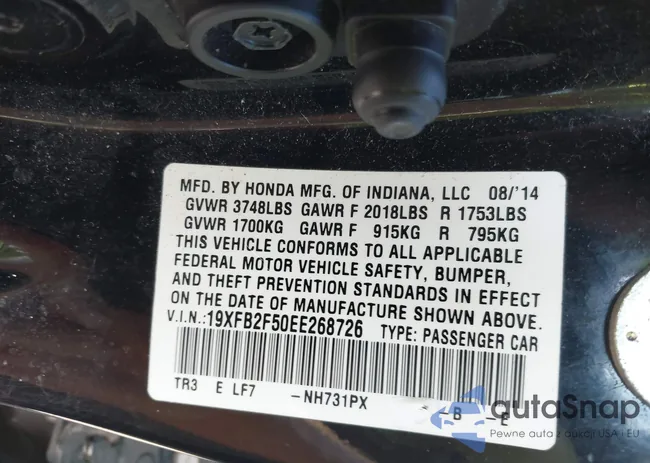 MFD. BY HONDA MFG. OF INDIANA, LLC 08/'14
GVWR 3748LBS GAWR F 2018LBS R 1753LBS
GVWR 1700KG GAWR F 915KG R 795KG
THIS VEHICLE CONFORMS TO ALL APPLICABLE
FEDERAL MOTOR VEHICLE SAFETY, BUMPER,
AND THEFT PREVENTION STANDARDS IN EFFECT
ON THE DATE OF MANUFACTURE SHOWN ABOVE.
V.I.N.:19XFB2F50EE268726 TYPE: PASSENGER CAR
TR3 E LF7 -NH731PX -B -E
autoSnap
Pewne auta z aukcji USA i EU